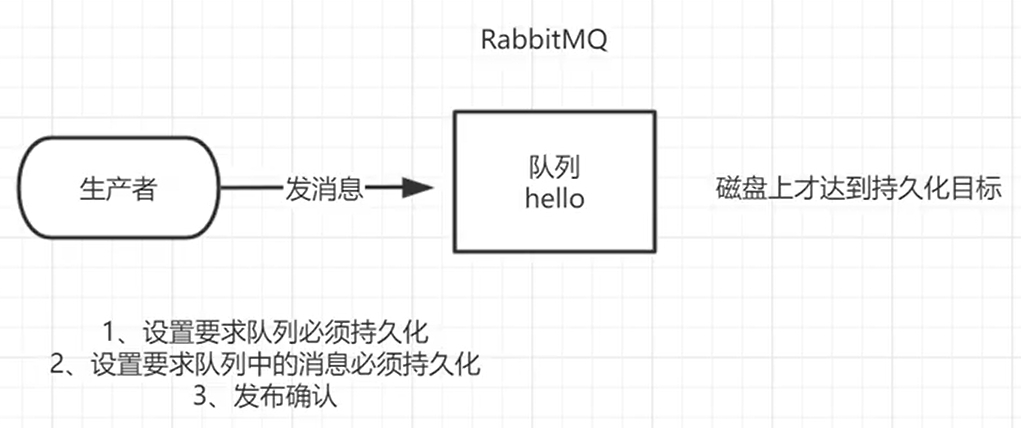 RabbitMQ
生产者
发消息
队列
hello
磁盘上才达到持久化目标
1、设置要求队列必须持久化
2、设置要求队列中的消息必须持久化
3、发布确认